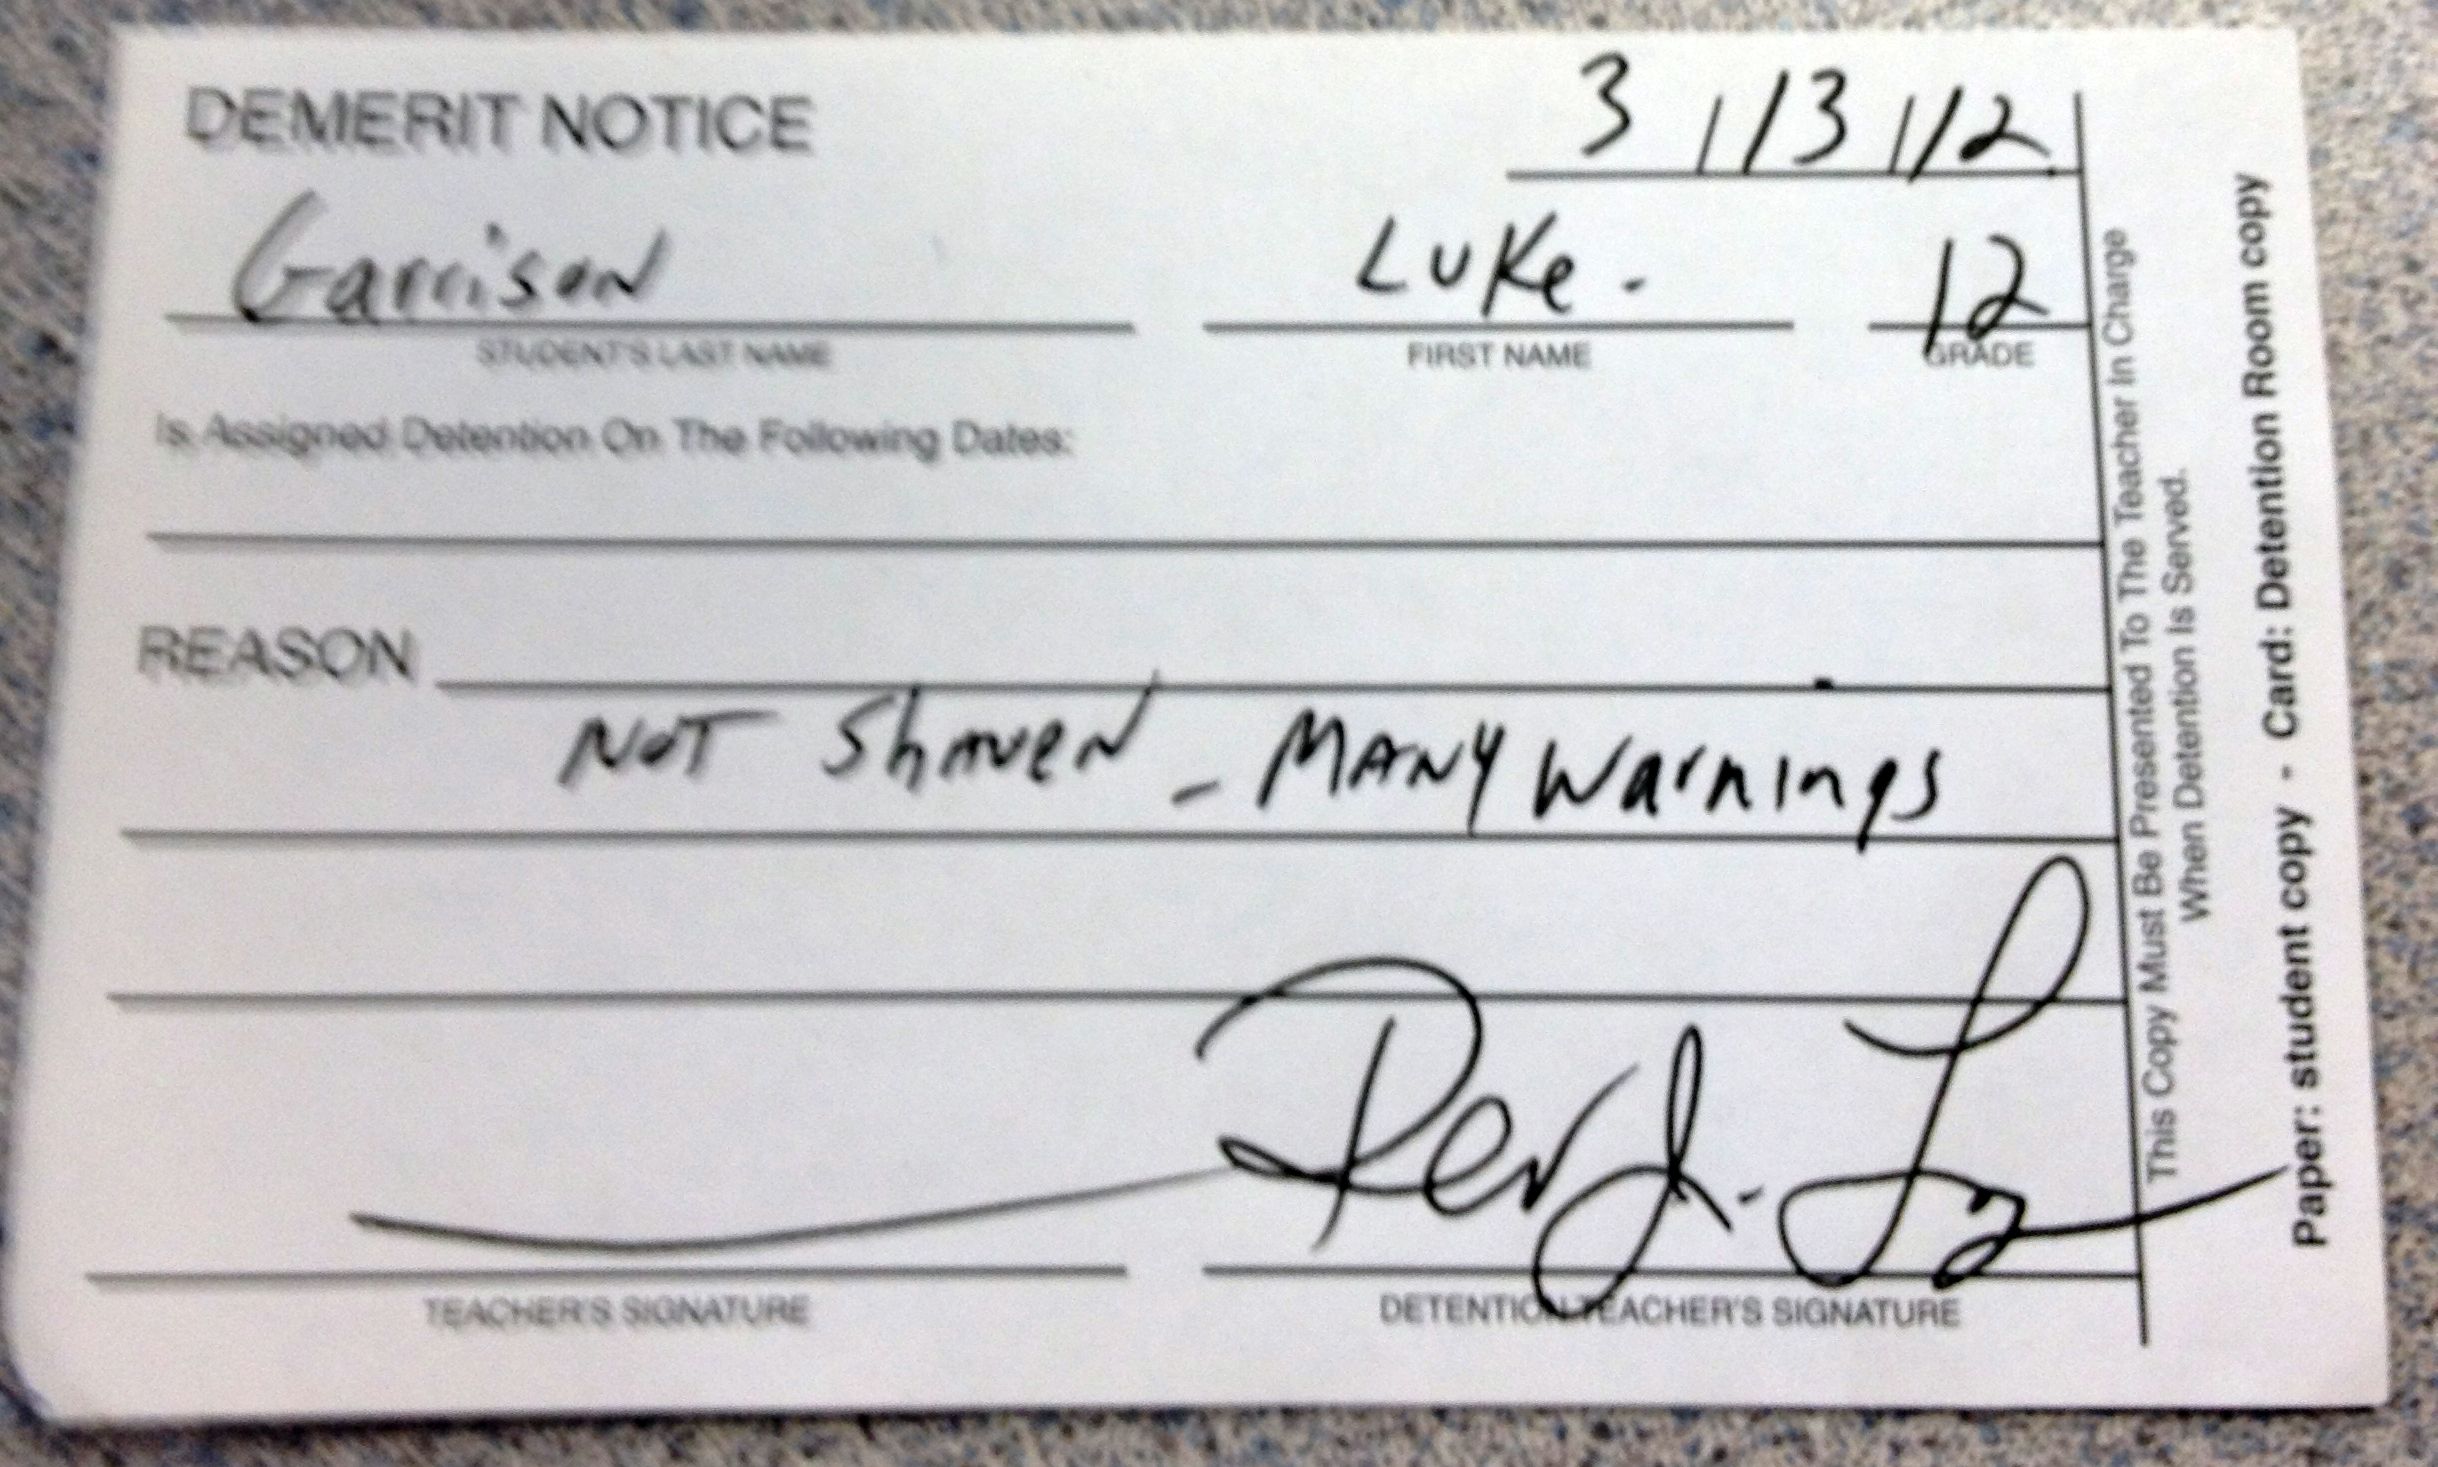 DEMERIT NOTICE
3/13/12
Garrison
Luke.
12
STUDENT'S LAST NAME
FIRST NAME
GRADE
Is Assigned Detention On The Following Dates:
REASON
NOT Shaven - MANY Warnings
TEACHER'S SIGNATURE
DETENTION TEACHER'S SIGNATURE
This Copy Must Be Presented To The Teacher In Charge
When Detention Is Served.
Paper: student copy - Card: Detention Room copy